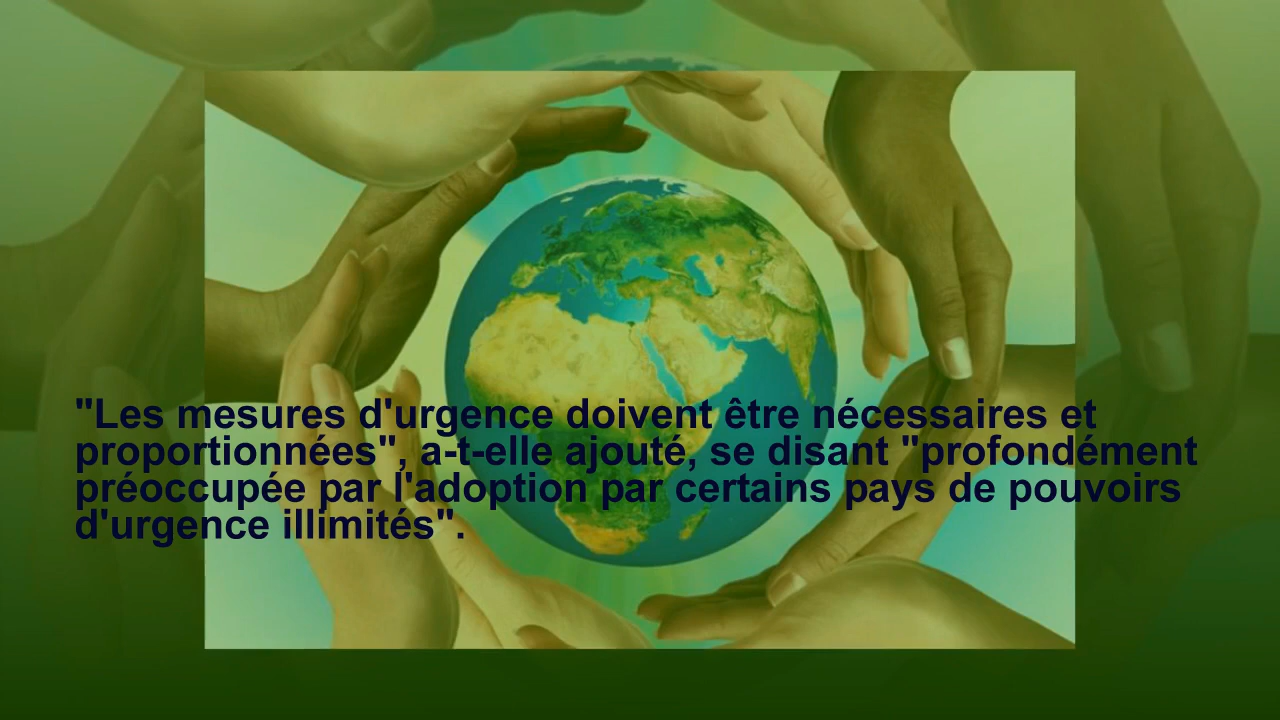 "Les mesures d'urgence doivent être nécessaires et
proportionnées", a-t-elle ajouté, se disant "profondément
préoccupée par l'adoption par certains pays de pouvoirs
d'urgence illimités".